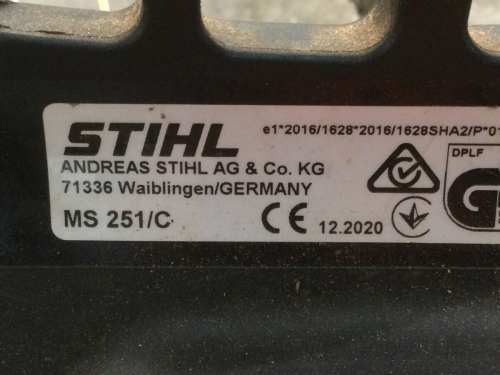 STIHL
e1*2016/1628*2016/1628SHA2/P*01
ANDREAS STIHL AG & Co. KG
71336 Waiblingen/GERMANY
DPLF
MS 251/C
CE 12.2020